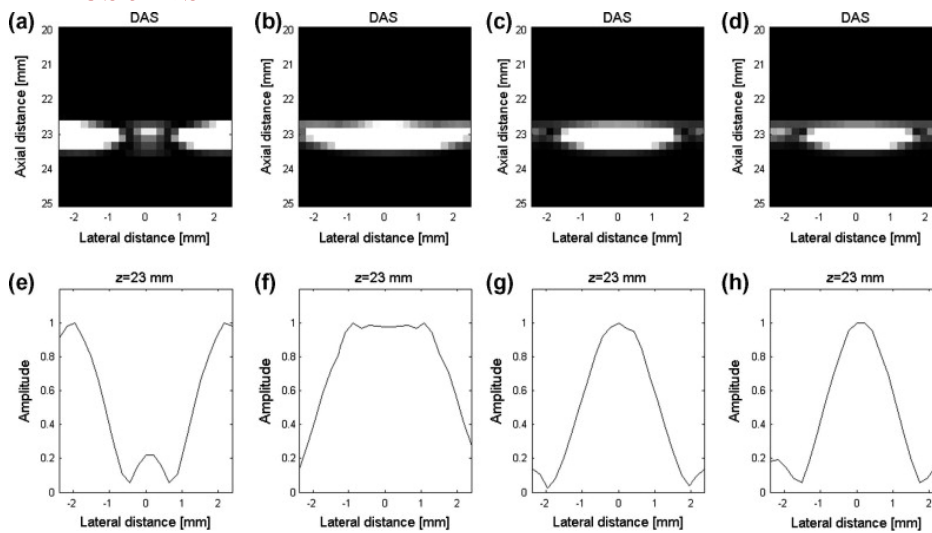 (a) DAS (b) DAS (c) DAS (d) DAS
Axial distance [mm] Axial distance [mm] Axial distance [mm] Axial distance [mm]
20 20 20 20
21 21 21 21
22 22 22 22
23 23 23 23
24 24 24 24
25 25 25 25
-2 -1 0 1 2 -2 -1 0 1 2 -2 -1 0 1 2 -2 -1 0 1 2
Lateral distance [mm] Lateral distance [mm] Lateral distance [mm] Lateral distance [mm]
(e) z=23 mm (f) z=23 mm (g) z=23 mm (h) z=23 mm
Amplitude Amplitude Amplitude Amplitude
1 1 1 1
0.8 0.8 0.8 0.8
0.6 0.6 0.6 0.6
0.4 0.4 0.4 0.4
0.2 0.2 0.2 0.2
0 0 0 0
-2 -1 0 1 2 -2 -1 0 1 2 -2 -1 0 1 2 -2 -1 0 1 2
Lateral distance [mm] Lateral distance [mm] Lateral distance [mm] Lateral distance [mm]